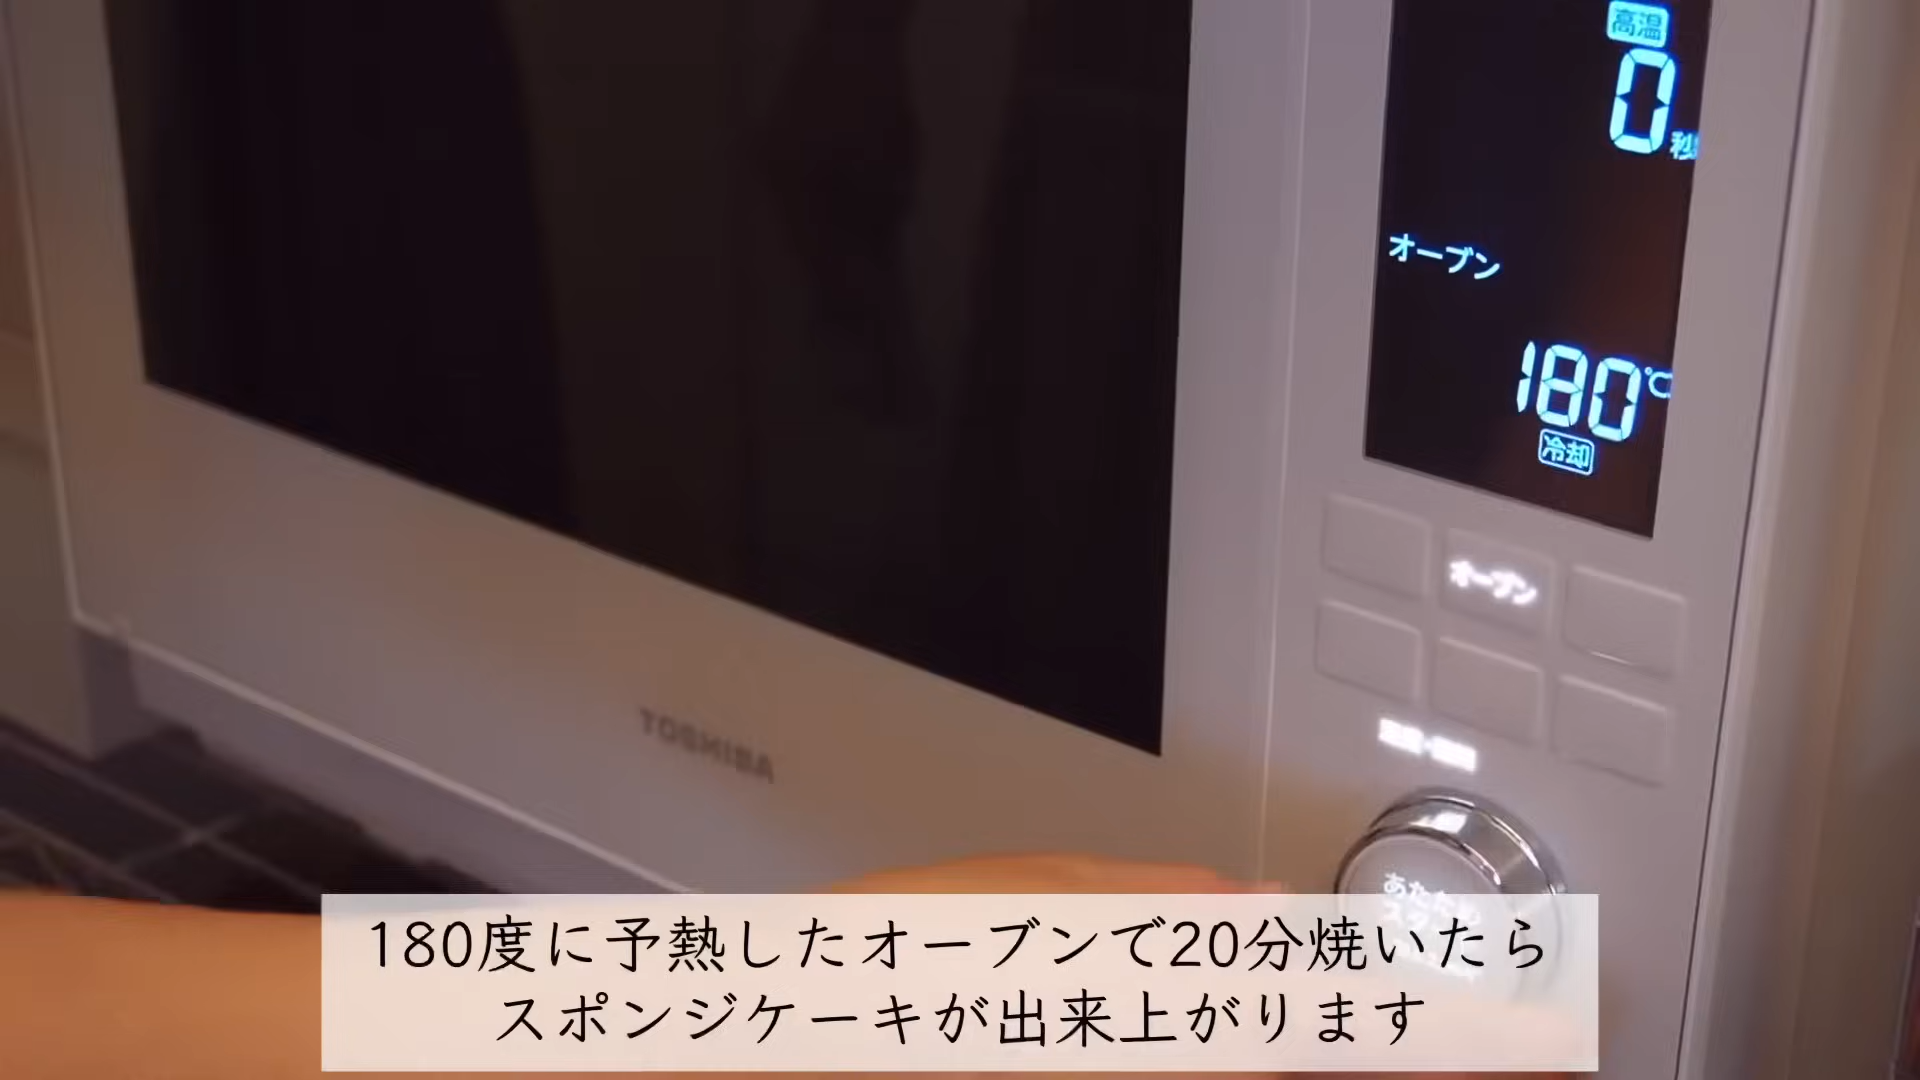 高温
0秒
オーブン
180℃
冷却
オーブン
TOSHIBA
180度に予熱したオーブンで20分焼いたら
スポンジケーキが出来上がります